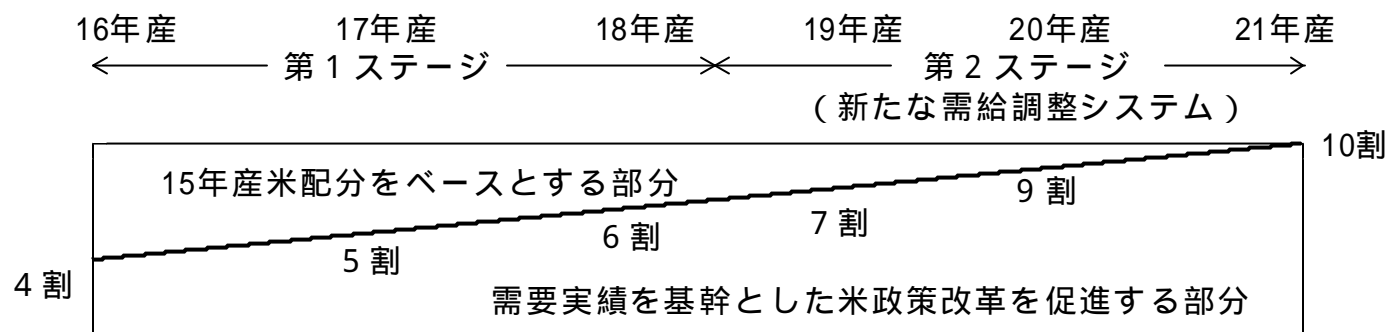 16年産 17年産 18年産 19年産 20年産 21年産
第１ステージ 第２ステージ
（新たな需給調整システム）
10割
15年産米配分をベースとする部分
９割
７割
６割
５割
４割
需要実績を基幹とした米政策改革を促進する部分